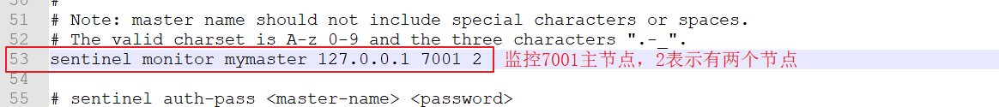 50 #
51 # Note: master name should not include special characters or spaces.
52 # The valid charset is A-z 0-9 and the three characters ".-_".
53 sentinel monitor mymaster 127.0.0.1 7001 2 监控7001主节点，2表示有两个节点
54
55 # sentinel auth-pass <master-name> <password>